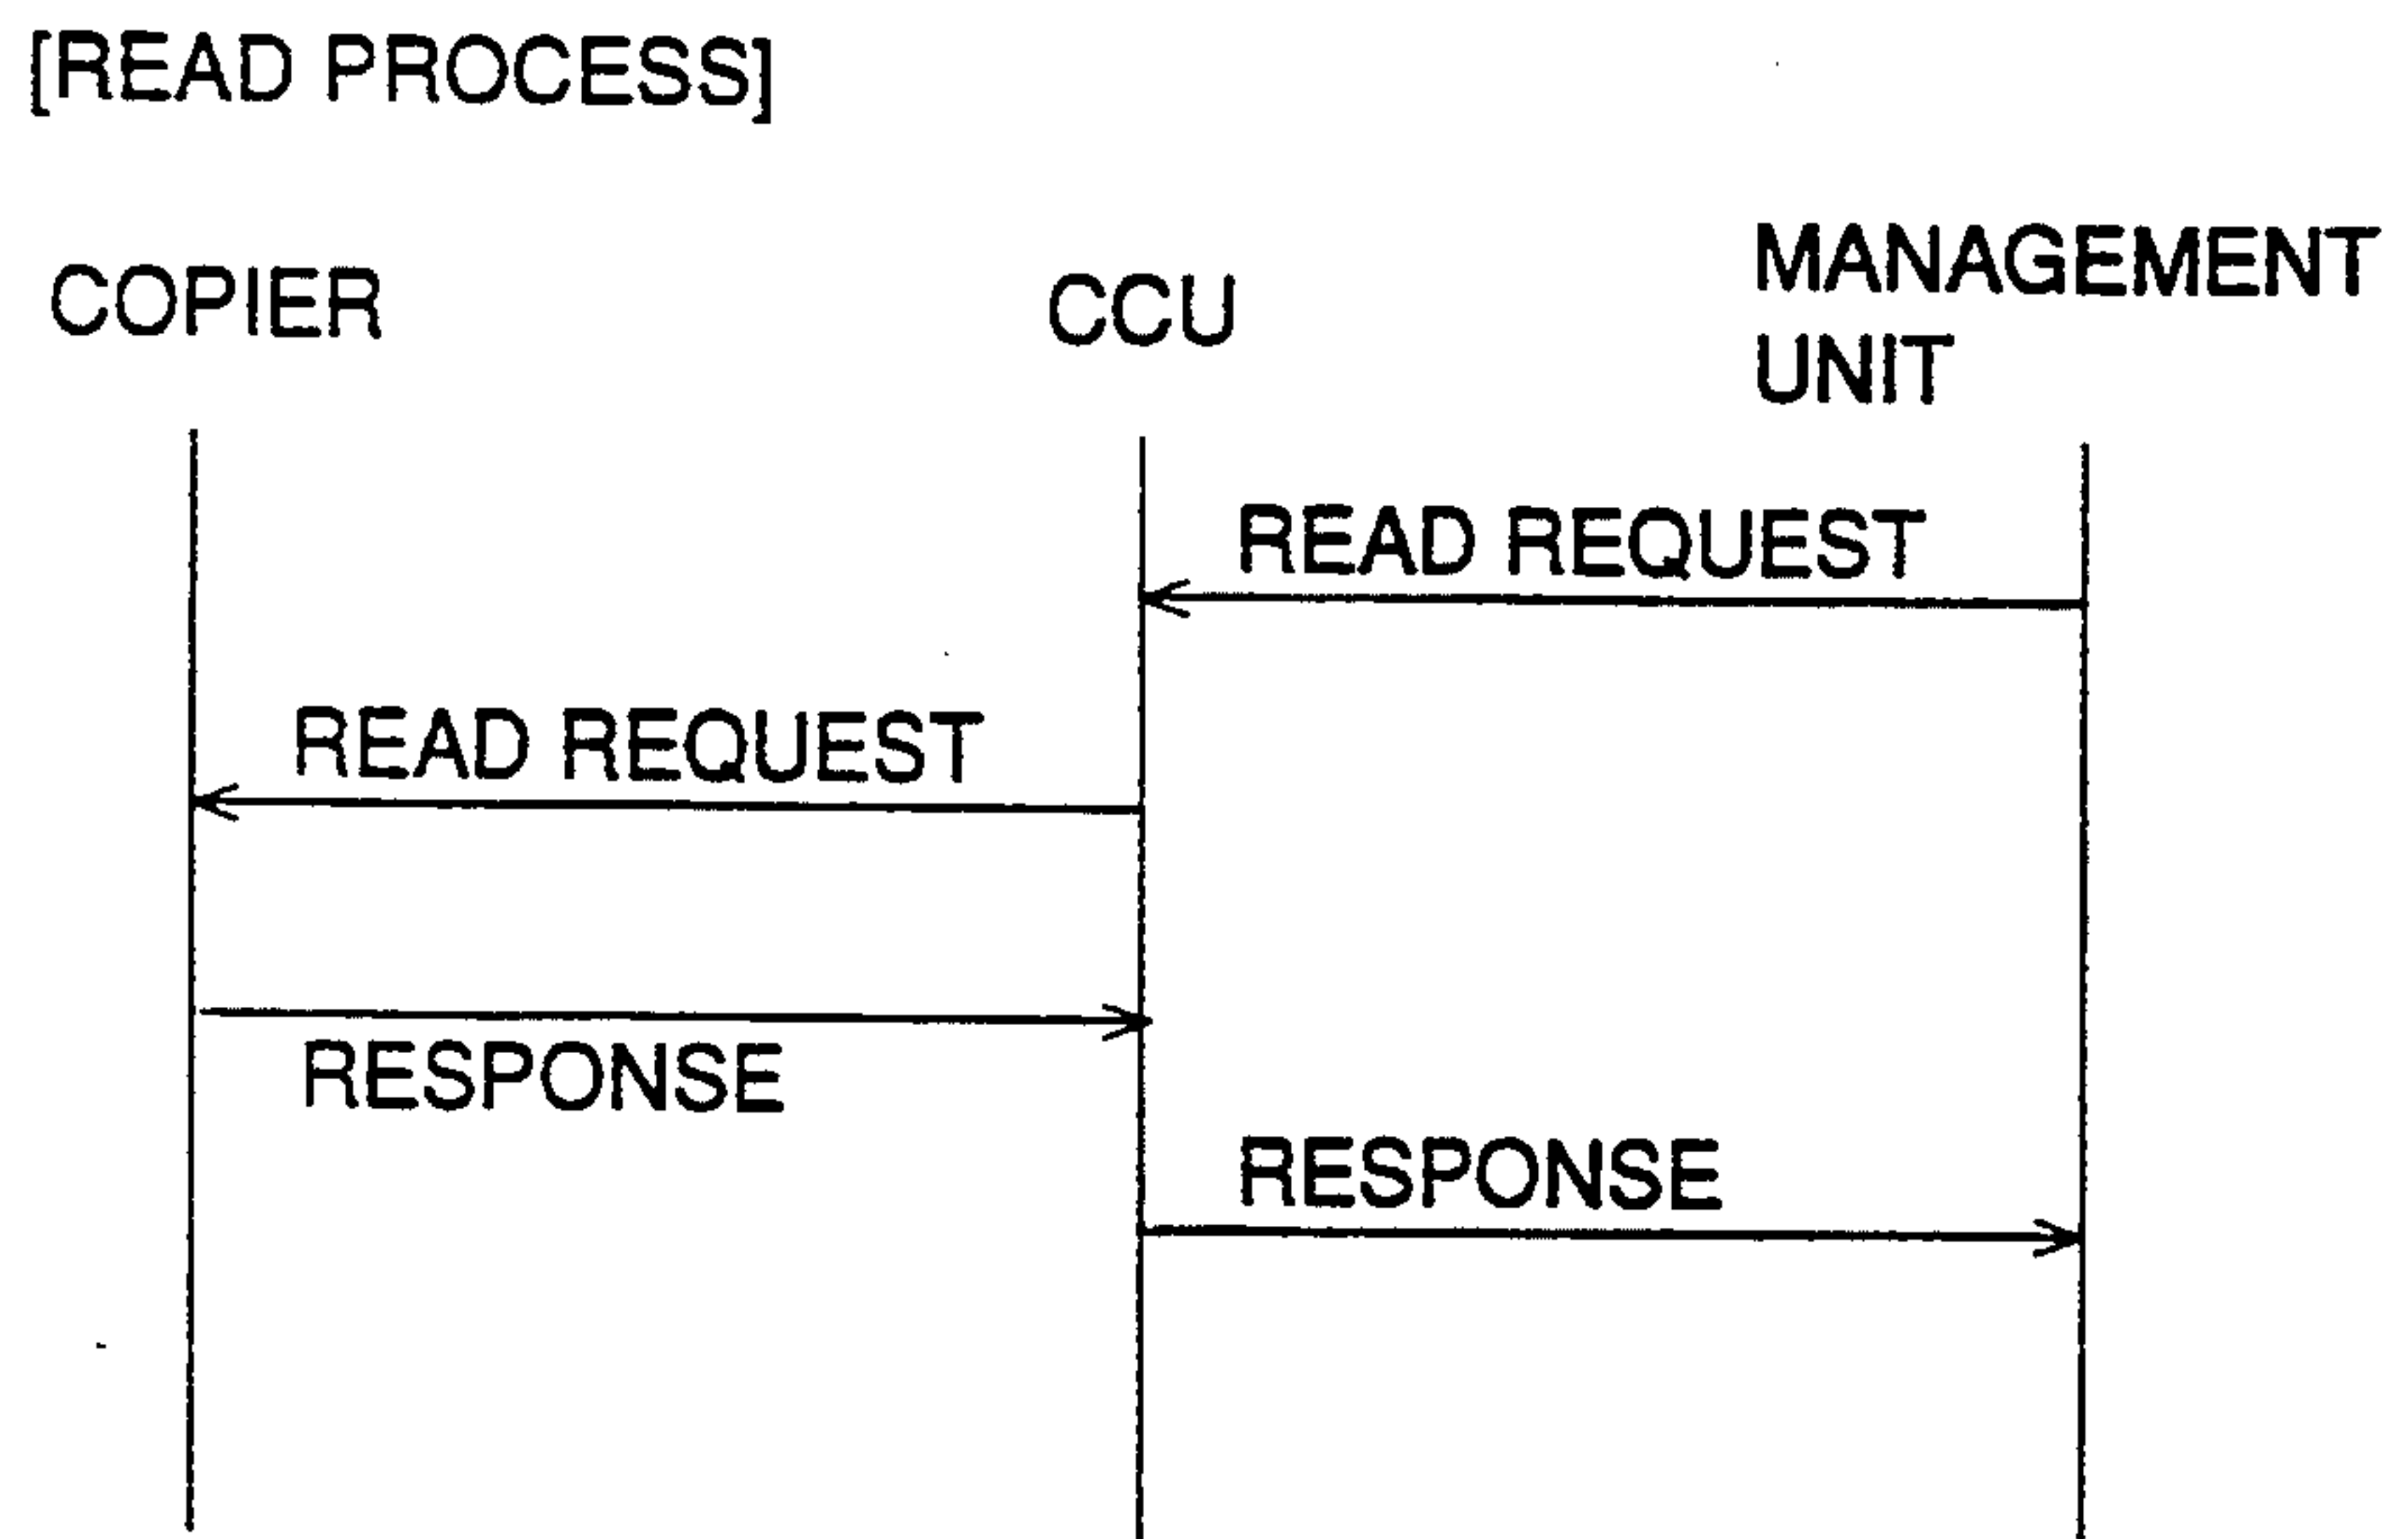 [READ PROCESS]
COPIER
CCU
MANAGEMENT
UNIT
READ REQUEST
READ REQUEST
RESPONSE
RESPONSE